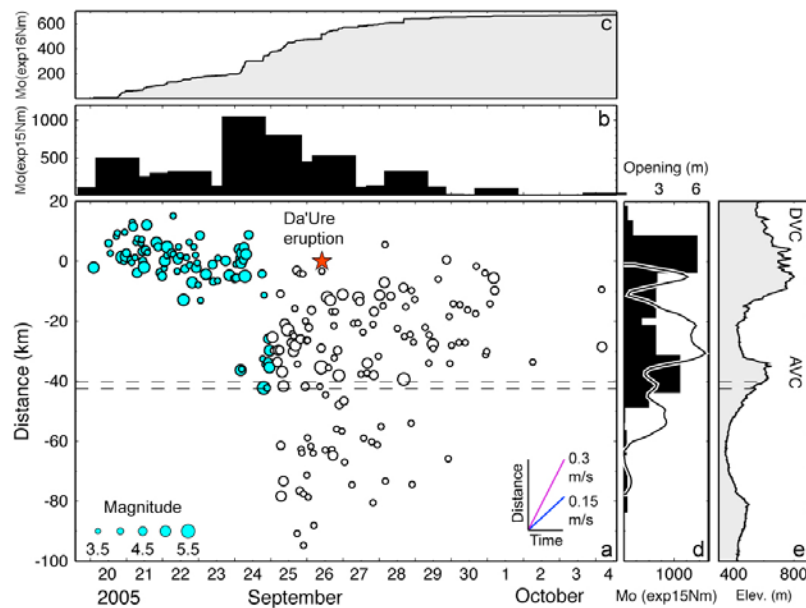 Mo(exp16Nm)
600
400
200
c
Mo(exp15Nm)
1000
500
b
Opening (m)
3 6
Distance (km)
20
0
-20
-40
-60
-80
-100
Da'Ure
eruption
Magnitude
3.5 4.5 5.5
Distance
Time
0.3
m/s
0.15
m/s
a
20 21 22 23 24 25 26 27 28 29 30 1 2 3 4
2005 September October
d
1000
Mo (exp15Nm)
DVC
AVC
e
400 800
Elev. (m)